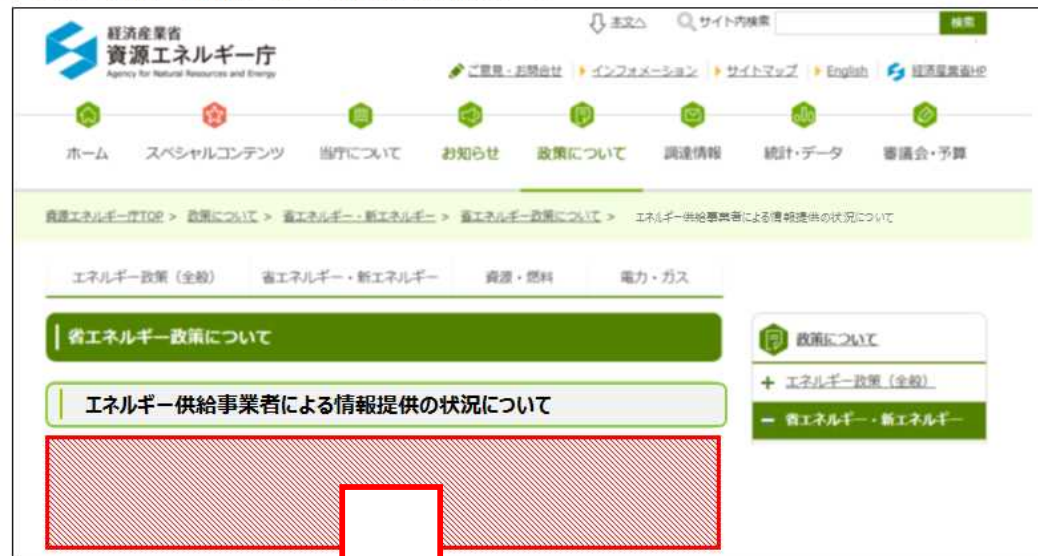 本文へ サイト内検索 検索
経済産業省
資源エネルギー庁
Agency for Natural Resources and Energy
ご意見・お問合せ インフォメーション サイトマップ English 経済産業省HP
ホーム スペシャルコンテンツ 当庁について お知らせ 政策について 調達情報 統計・データ 審議会・予算
資源エネルギー庁TOP > 政策について > 省エネルギー・新エネルギー > 省エネルギー政策について > エネルギー供給事業者による情報提供の状況について
エネルギー政策（全般） 省エネルギー・新エネルギー 資源・燃料 電力・ガス
省エネルギー政策について
政策について
+ エネルギー政策（全般）
エネルギー供給事業者による情報提供の状況について
− 省エネルギー・新エネルギー